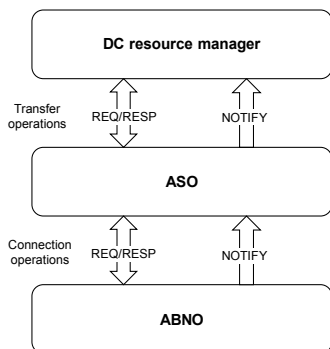 DC resource manager
Transfer
operations
REQ/RESP
NOTIFY
ASO
Connection
operations
REQ/RESP
NOTIFY
ABNO